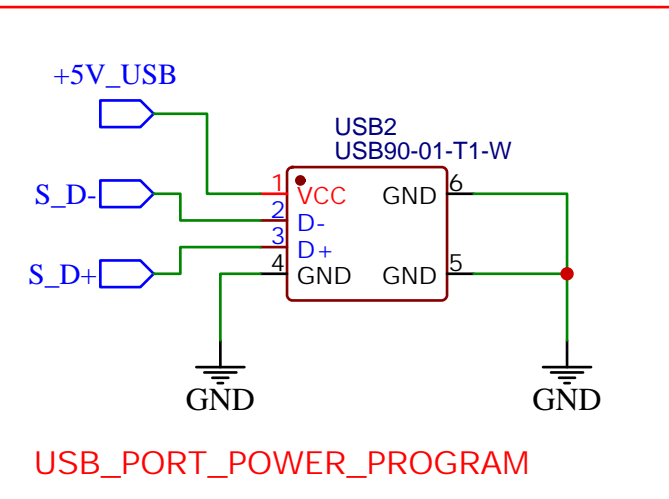 +5V_USB
USB2
USB90-01-T1-W
S_D-
S_D+
1
VCC
2
D-
3
D+
4
GND
GND
6
GND
5
GND
GND
USB_PORT_POWER_PROGRAM